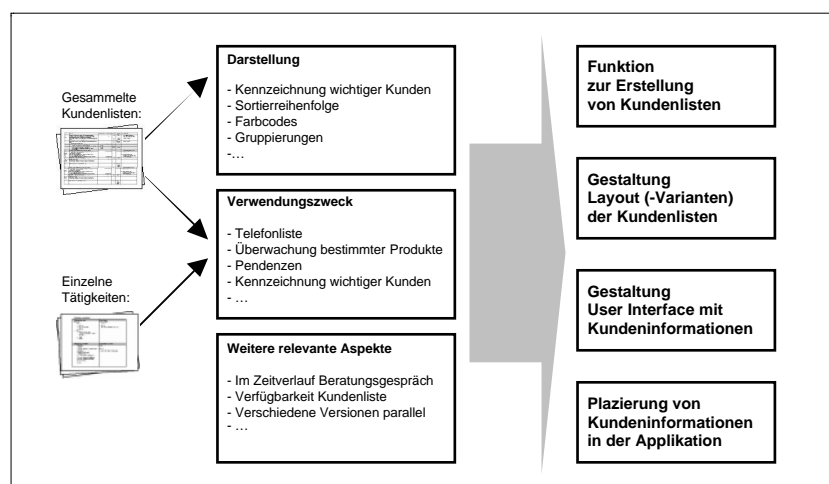 Gesammelte
Kundenlisten:
Einzelne
Tätigkeiten:
Darstellung
- Kennzeichnung wichtiger Kunden
- Sortierreihenfolge
- Farbcodes
- Gruppierungen
-…
Verwendungszweck
- Telefonliste
- Überwachung bestimmter Produkte
- Pendenzen
- Kennzeichnung wichtiger Kunden
- …
Weitere relevante Aspekte
- Im Zeitverlauf Beratungsgespräch
- Verfügbarkeit Kundenliste
- Verschiedene Versionen parallel
- …
Funktion
zur Erstellung
von Kundenlisten
Gestaltung
Layout (-Varianten)
der Kundenlisten
Gestaltung
User Interface mit
Kundeninformationen
Plazierung von
Kundeninformationen
in der Applikation